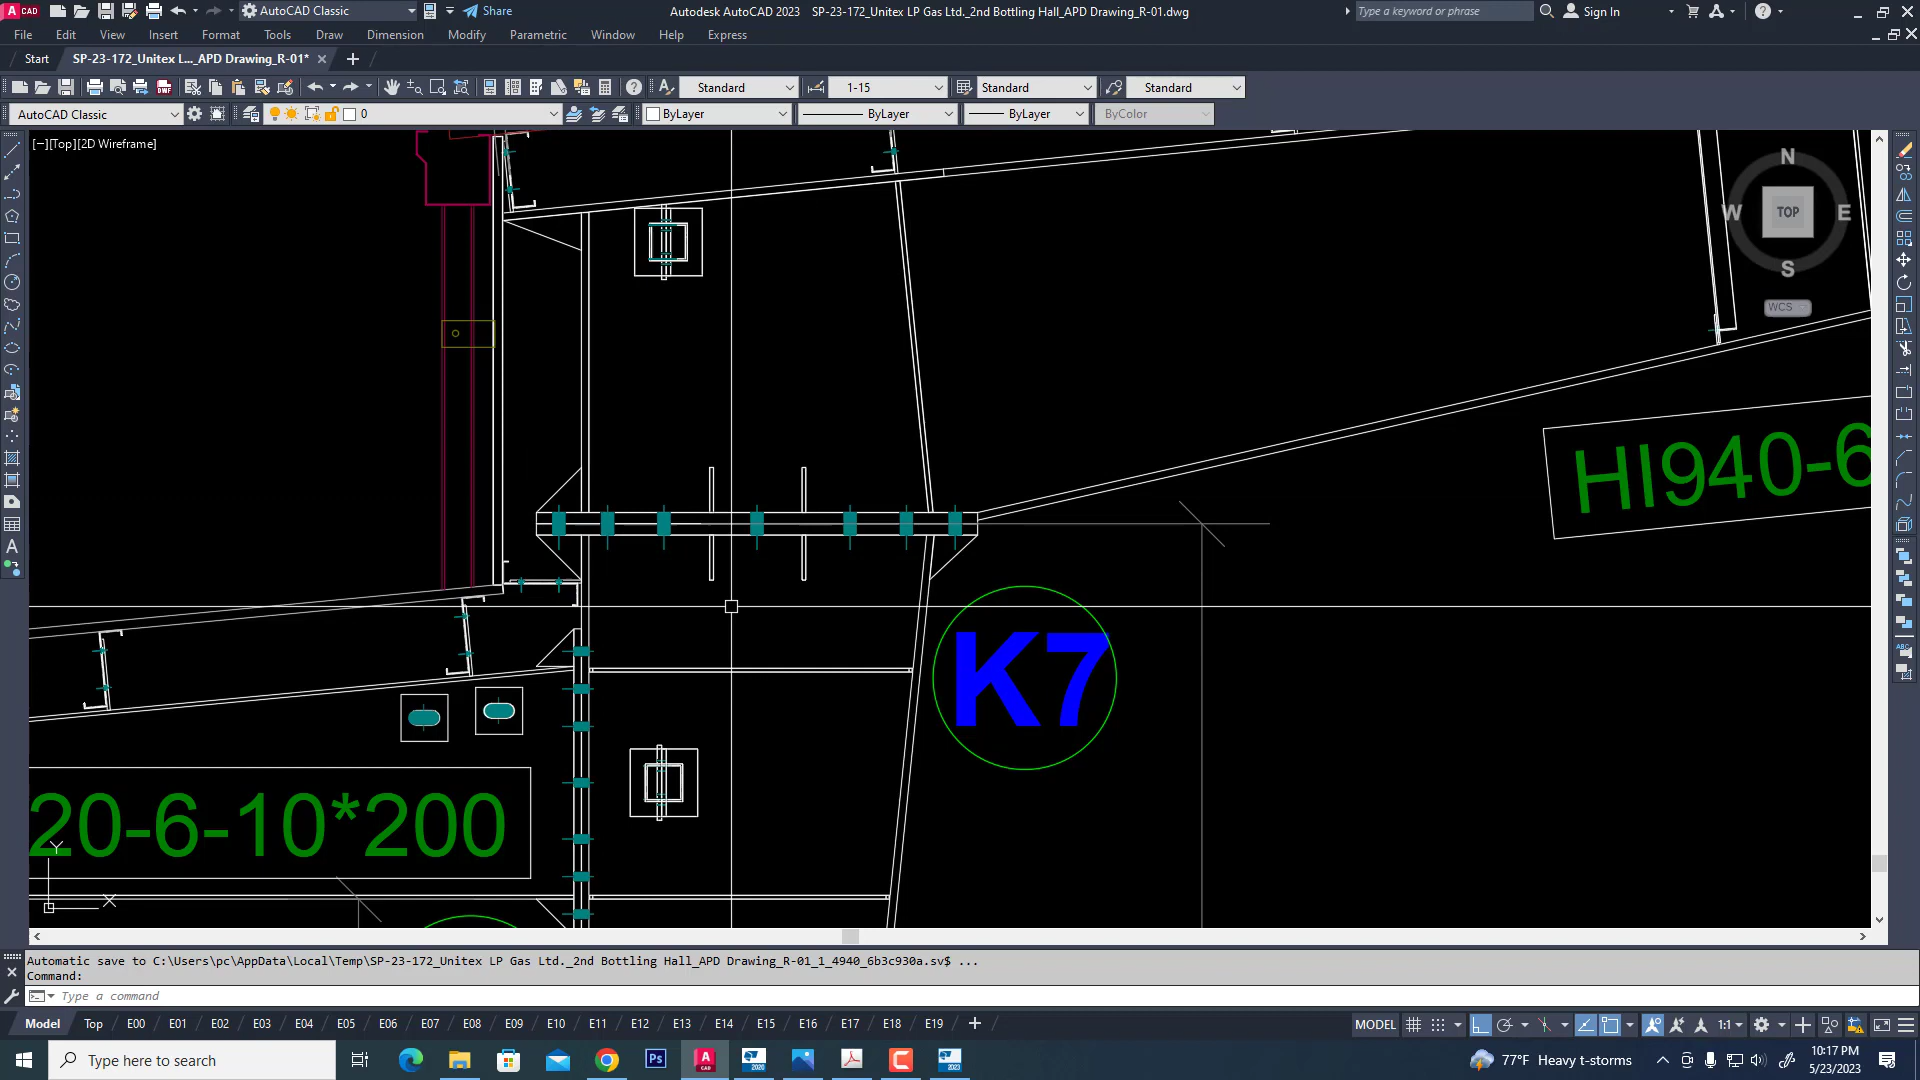 CAD
AutoCAD Classic
Share
Autodesk AutoCAD 2023 SP-23-172_Unitex LP Gas Ltd._2nd Bottling Hall_APD Drawing_R-01.dwg
Type a keyword or phrase
Sign In
File Edit View Insert Format Tools Draw Dimension Modify Parametric Window Help Express
Start
SP-23-172_Unitex L..._APD Drawing_R-01*
Standard
1-15
Standard
Standard
AutoCAD Classic
0
ByLayer
ByLayer
ByLayer
ByColor
[−][Top][2D Wireframe]
N
W
TOP
E
S
WCS
HI940-6
K7
20-6-10*200
Y
X
Automatic save to C:\Users\pc\AppData\Local\Temp\SP-23-172_Unitex LP Gas Ltd._2nd Bottling Hall_APD Drawing_R-01_1_4940_6b3c930a.sv$ ...
Command:
Type a command
Model Top E00 E01 E02 E03 E04 E05 E06 E07 E08 E09 E10 E11 E12 E13 E14 E15 E16 E17 E18 E19
MODEL
1:1
Type here to search
77°F Heavy t-storms
10:17 PM
5/23/2023